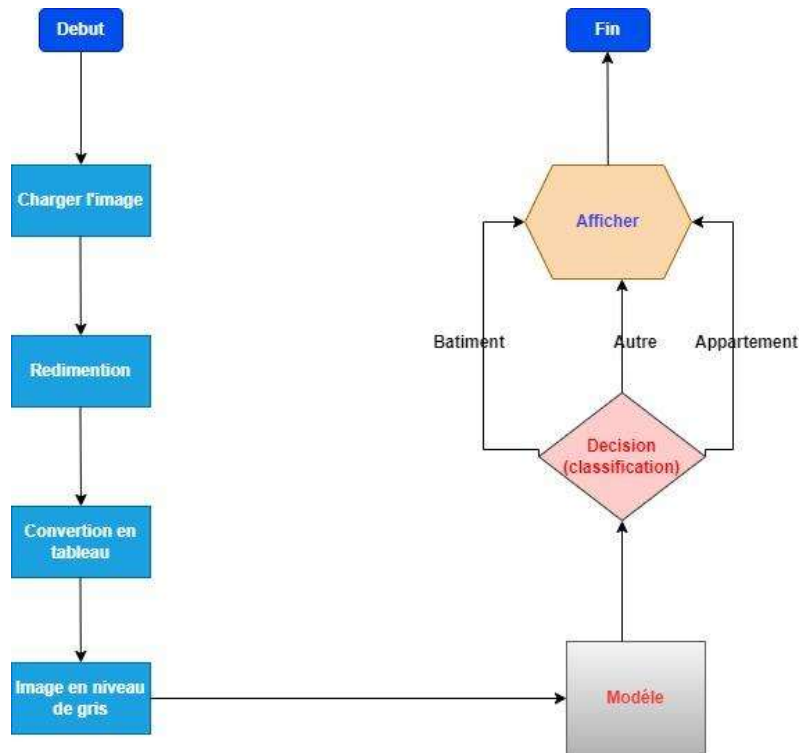 Debut
Charger l'image
Redimention
Convertion en
tableau
Image en niveau
de gris
Modéle
Decision
(classification)
Batiment
Autre
Appartement
Afficher
Fin